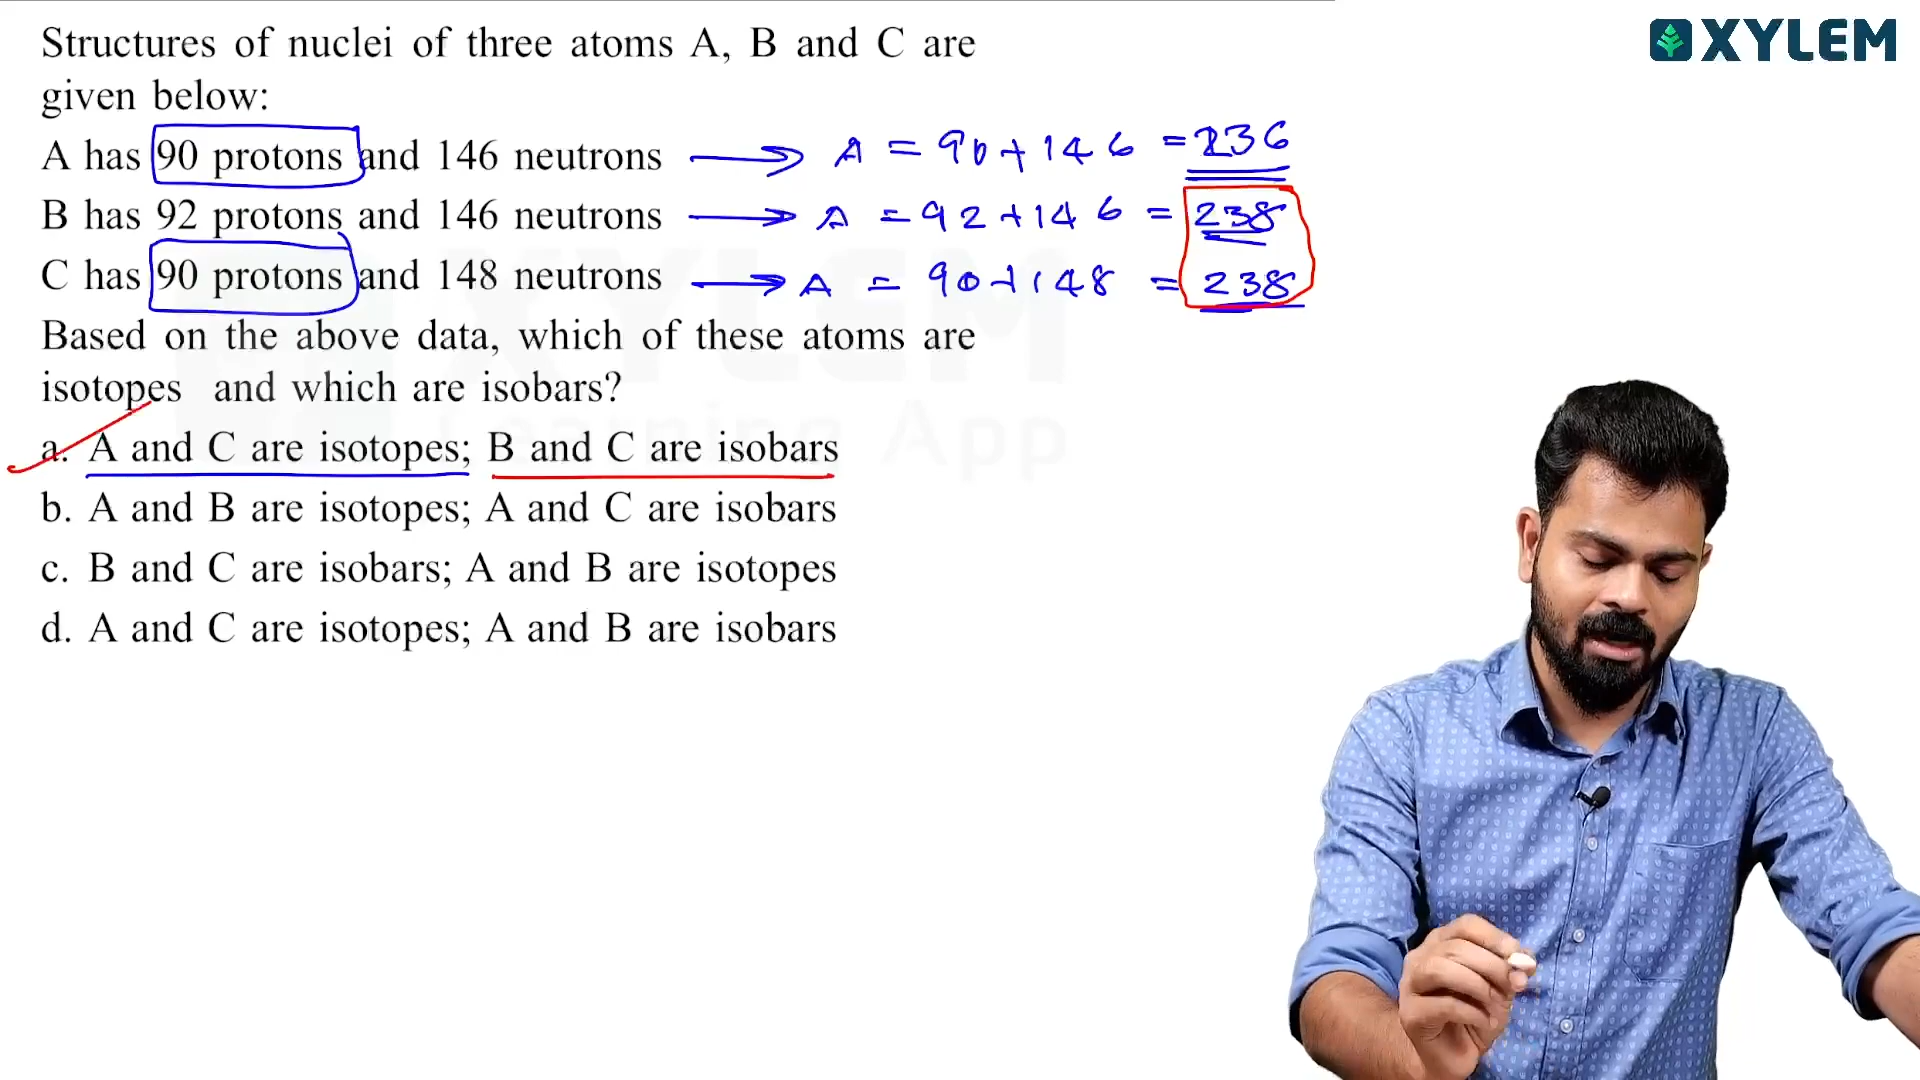 XYLEM
Structures of nuclei of three atoms A, B and C are
given below:
A has 90 protons and 146 neutrons → A = 90+146 = 236
B has 92 protons and 146 neutrons → A = 92+146 = 238
C has 90 protons and 148 neutrons → A = 90+148 = 238
Based on the above data, which of these atoms are
isotopes and which are isobars?
a. A and C are isotopes; B and C are isobars
b. A and B are isotopes; A and C are isobars
c. B and C are isobars; A and B are isotopes
d. A and C are isotopes; A and B are isobars
XYLEM
Learning App